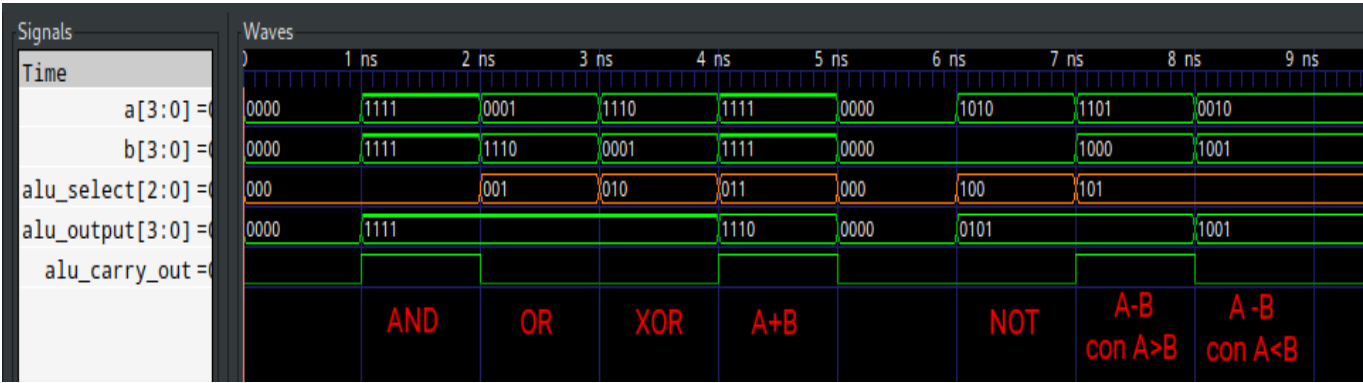 Signals
Waves
Time
1 ns 2 ns 3 ns 4 ns 5 ns 6 ns 7 ns 8 ns 9 ns
a[3:0] = 0000 1111 0001 1110 1111 0000 1010 1101 0010
b[3:0] = 0000 1111 1110 0001 1111 0000 1000 1001
alu_select[2:0] = 000 001 010 011 000 100 101
alu_output[3:0] = 0000 1111 1110 0000 0101 1001
alu_carry_out =
AND OR XOR A+B NOT A-B A -B
con A>B con A<B